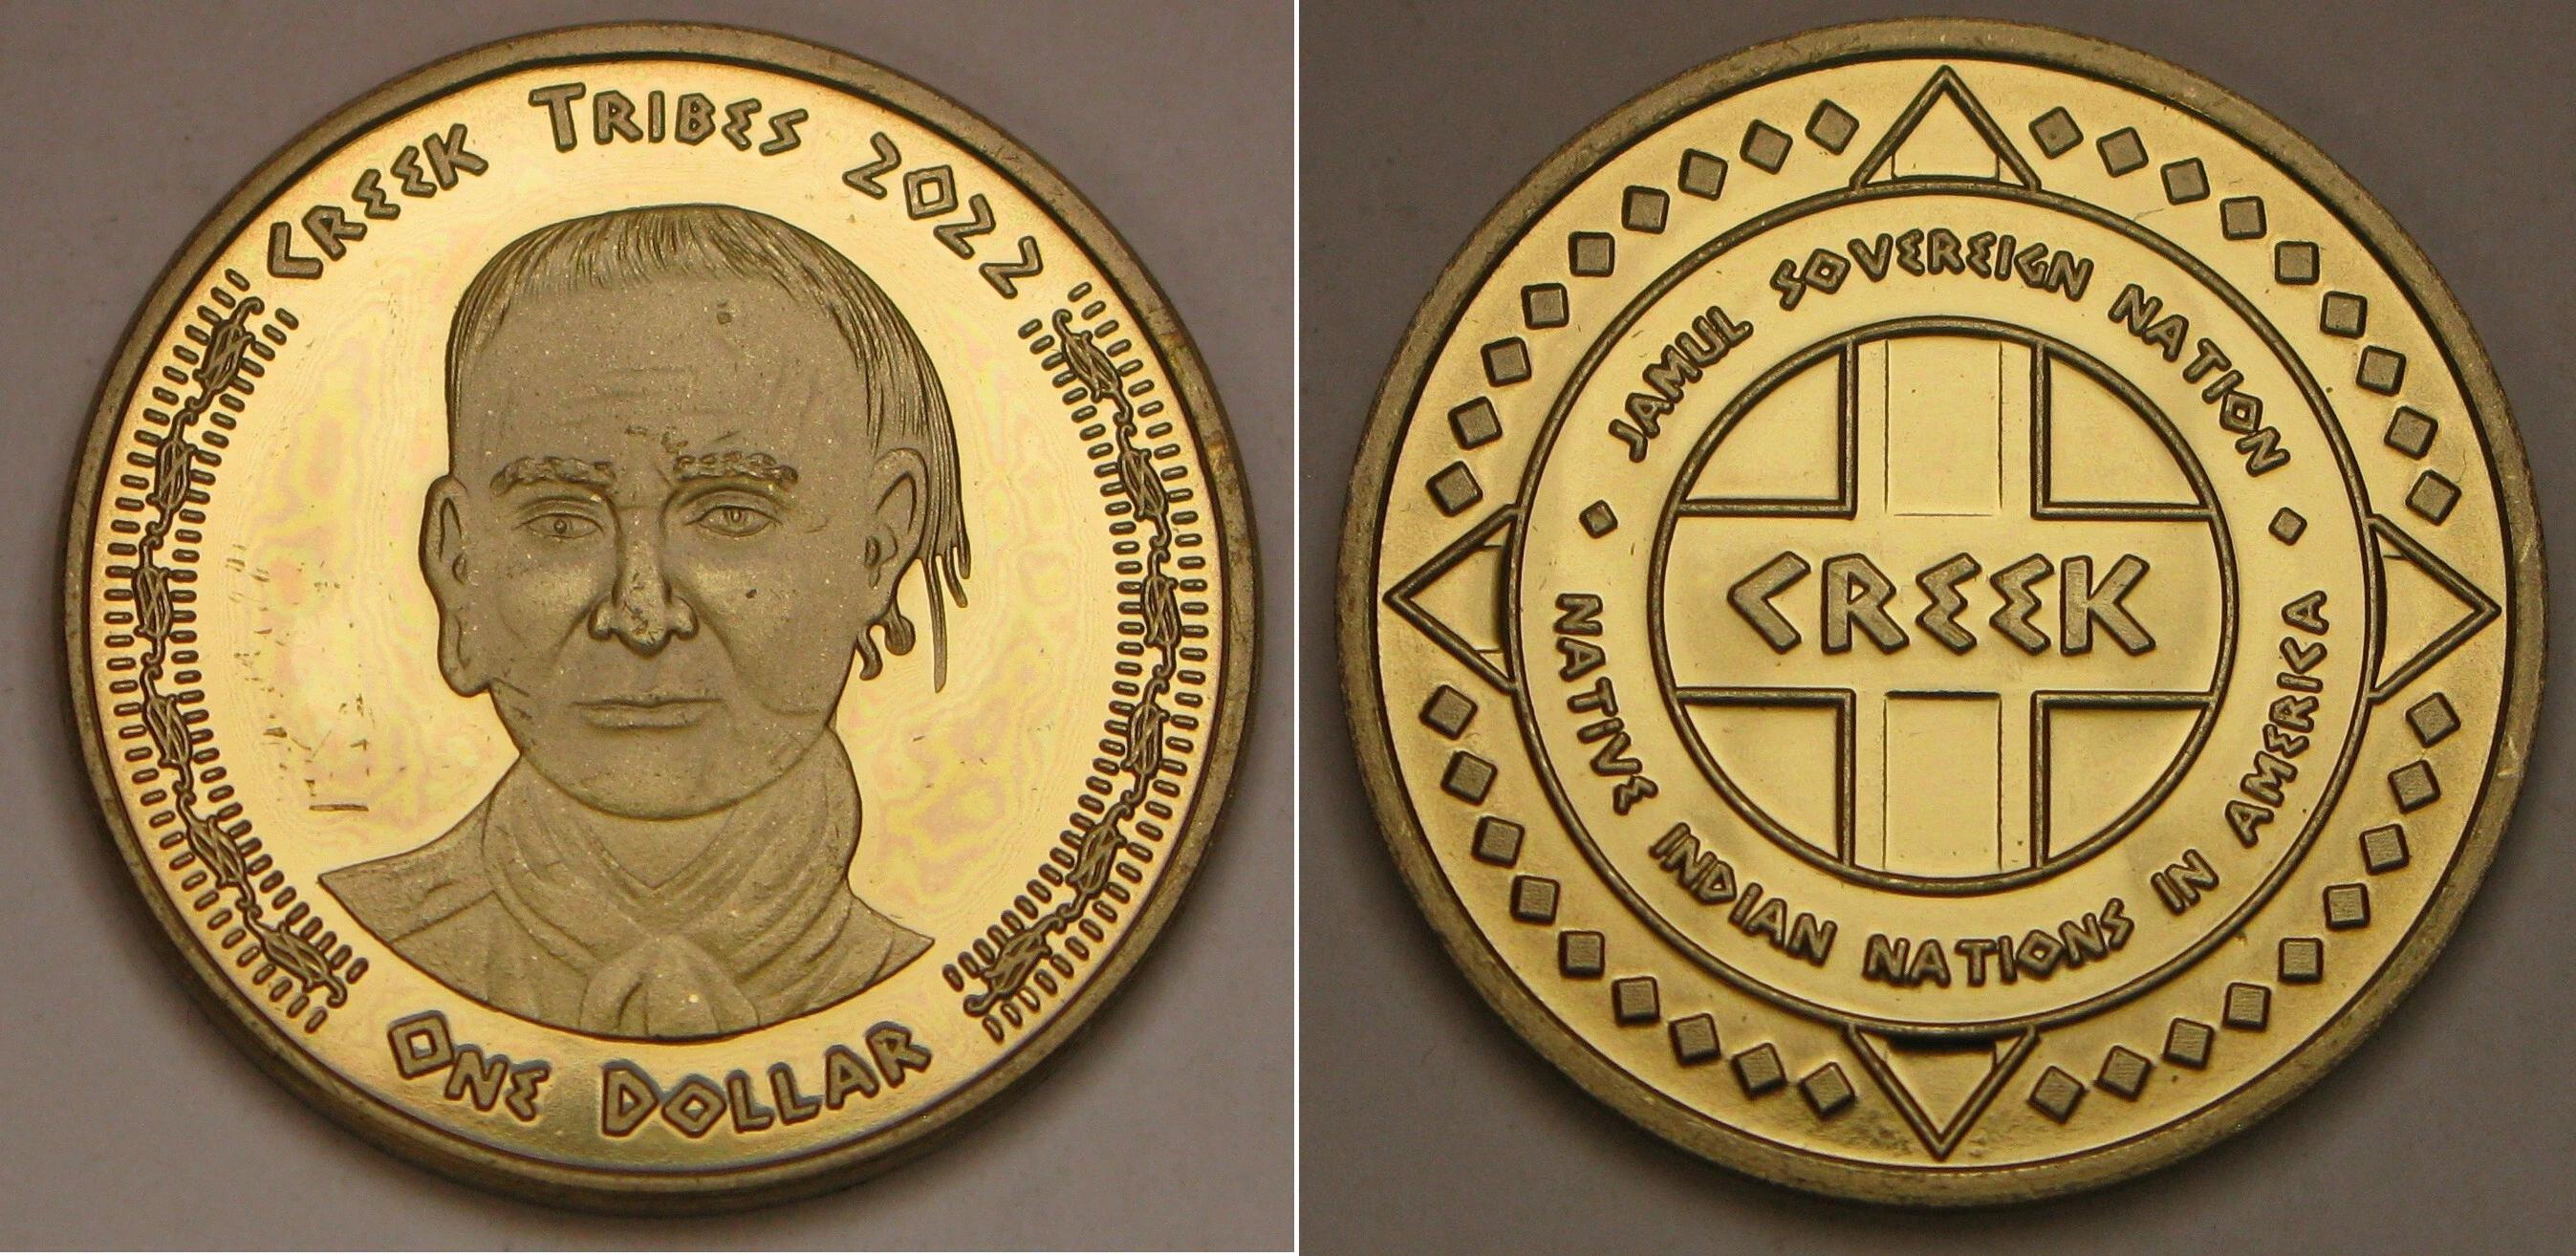 CREEK TRIBES 2022
ONE DOLLAR
JAMUL SOVEREIGN NATION
CREEK
NATIVE INDIAN NATIONS IN AMERICA